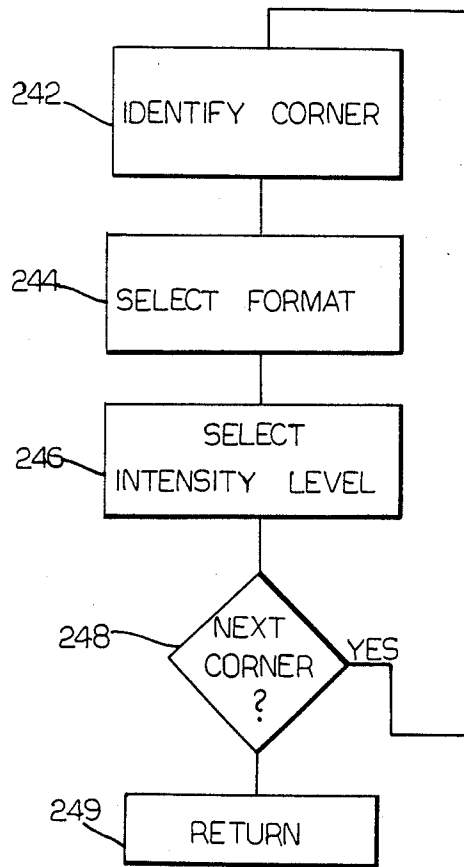 242
IDENTIFY CORNER
244
SELECT FORMAT
246
SELECT
INTENSITY LEVEL
248
NEXT
CORNER
?
YES
249
RETURN